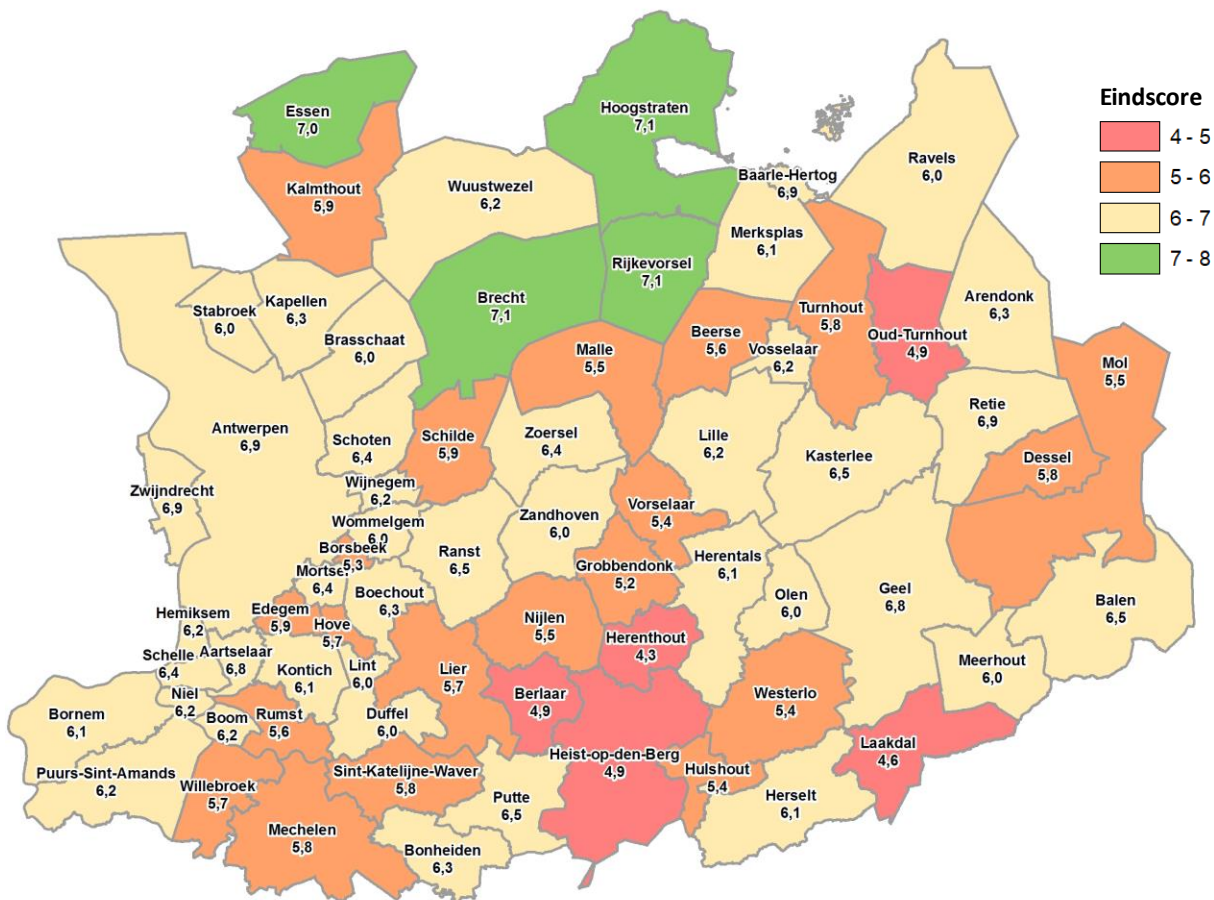 Eindscore
4 - 5
5 - 6
6 - 7
7 - 8
Essen
7,0
Hoogstraten
7,1
Kalmthout
5,9
Wuustwezel
6,2
Baarle-Hertog
6,9
Ravels
6,0
Merksplas
6,1
Rijkevorsel
7,1
Brecht
7,1
Stabroek
6,0
Kapellen
6,3
Brasschaat
6,0
Turnhout
5,8
Arendonk
6,3
Oud-Turnhout
4,9
Beerse
5,6
Vosselaar
6,2
Malle
5,5
Mol
5,5
Retie
6,9
Antwerpen
6,9
Schoten
6,4
Schilde
5,9
Zoersel
6,4
Lille
6,2
Kasterlee
6,5
Dessel
5,8
Zwijndrecht
6,9
Wijnegem
6,2
Wommelgem
6,0
Borsbeek
5,3
Ranst
6,5
Zandhoven
6,0
Vorselaar
5,4
Grobbendonk
5,2
Herentals
6,1
Olen
6,0
Geel
6,8
Balen
6,5
Mortsel
6,4
Boechout
6,3
Hemiksem
6,2
Edegem
5,9
Hove
5,7
Nijlen
5,5
Herenthout
4,3
Schelle
6,4
Aartselaar
6,8
Kontich
6,1
Lint
6,0
Lier
5,7
Meerhout
6,0
Niel
6,2
Berlaar
4,9
Westerlo
5,4
Bornem
6,1
Boom
6,2
Rumst
5,6
Duffel
6,0
Laakdal
4,6
Heist-op-den-Berg
4,9
Hulshout
5,4
Puurs-Sint-Amands
6,2
Willebroek
5,7
Sint-Katelijne-Waver
5,8
Putte
6,5
Herselt
6,1
Mechelen
5,8
Bonheiden
6,3